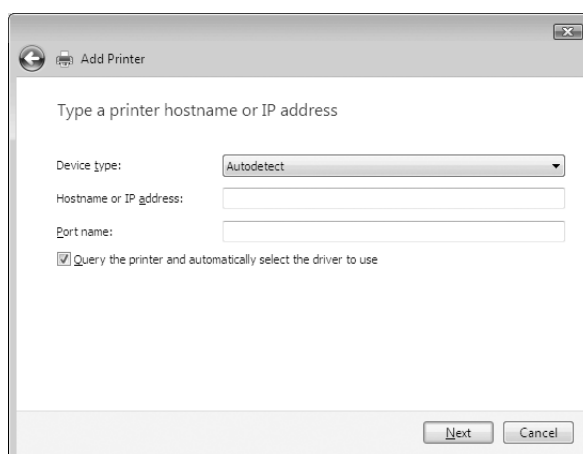 Add Printer
Type a printer hostname or IP address
Device type: Autodetect
Hostname or IP address:
Port name:
Query the printer and automatically select the driver to use
Next Cancel